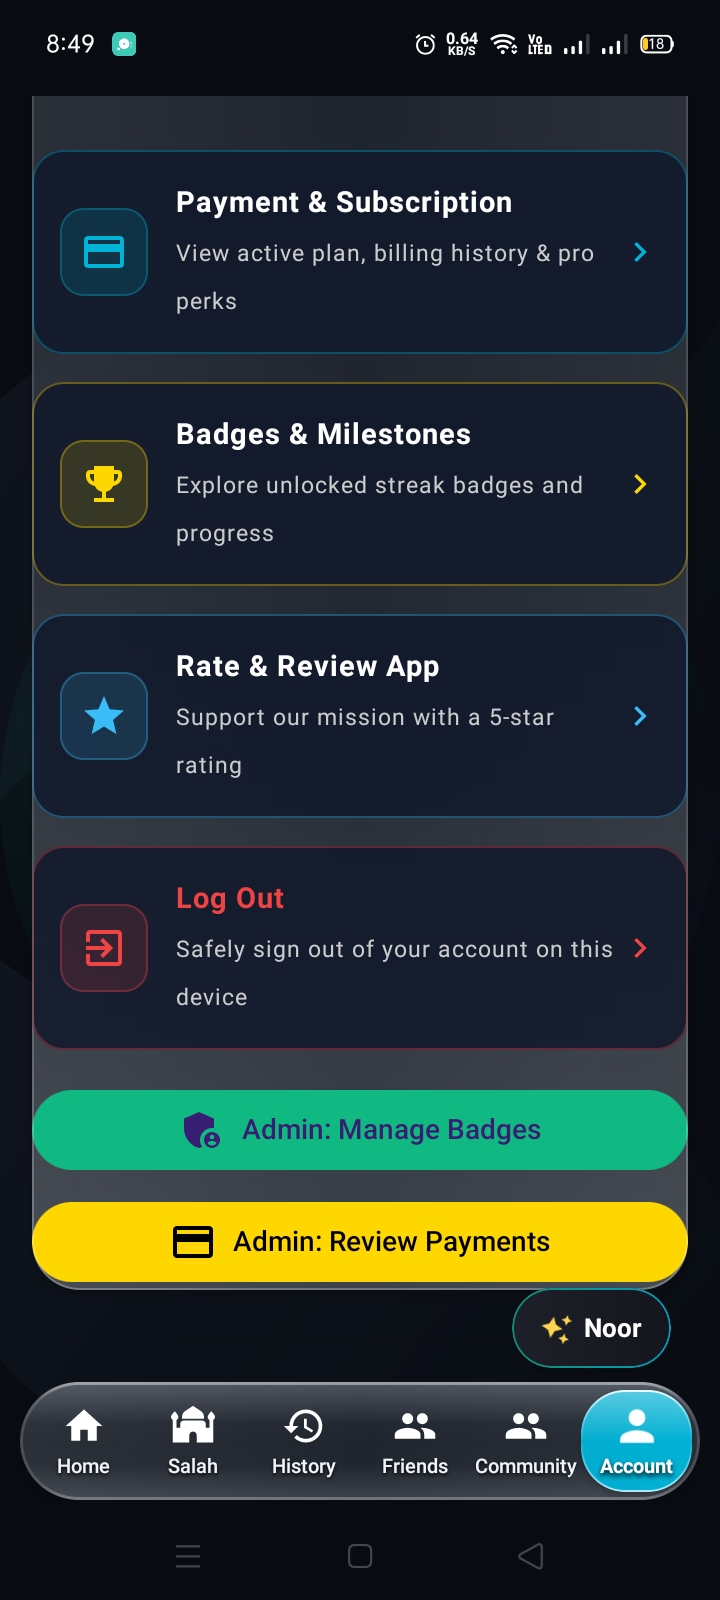 8:49
0.64
KB/S
Vo
LTED
18
Payment & Subscription
View active plan, billing history & pro
perks
Badges & Milestones
Explore unlocked streak badges and
progress
Rate & Review App
Support our mission with a 5-star
rating
Log Out
Safely sign out of your account on this
device
Admin: Manage Badges
Admin: Review Payments
Noor
Home
Salah
History
Friends
Community
Account